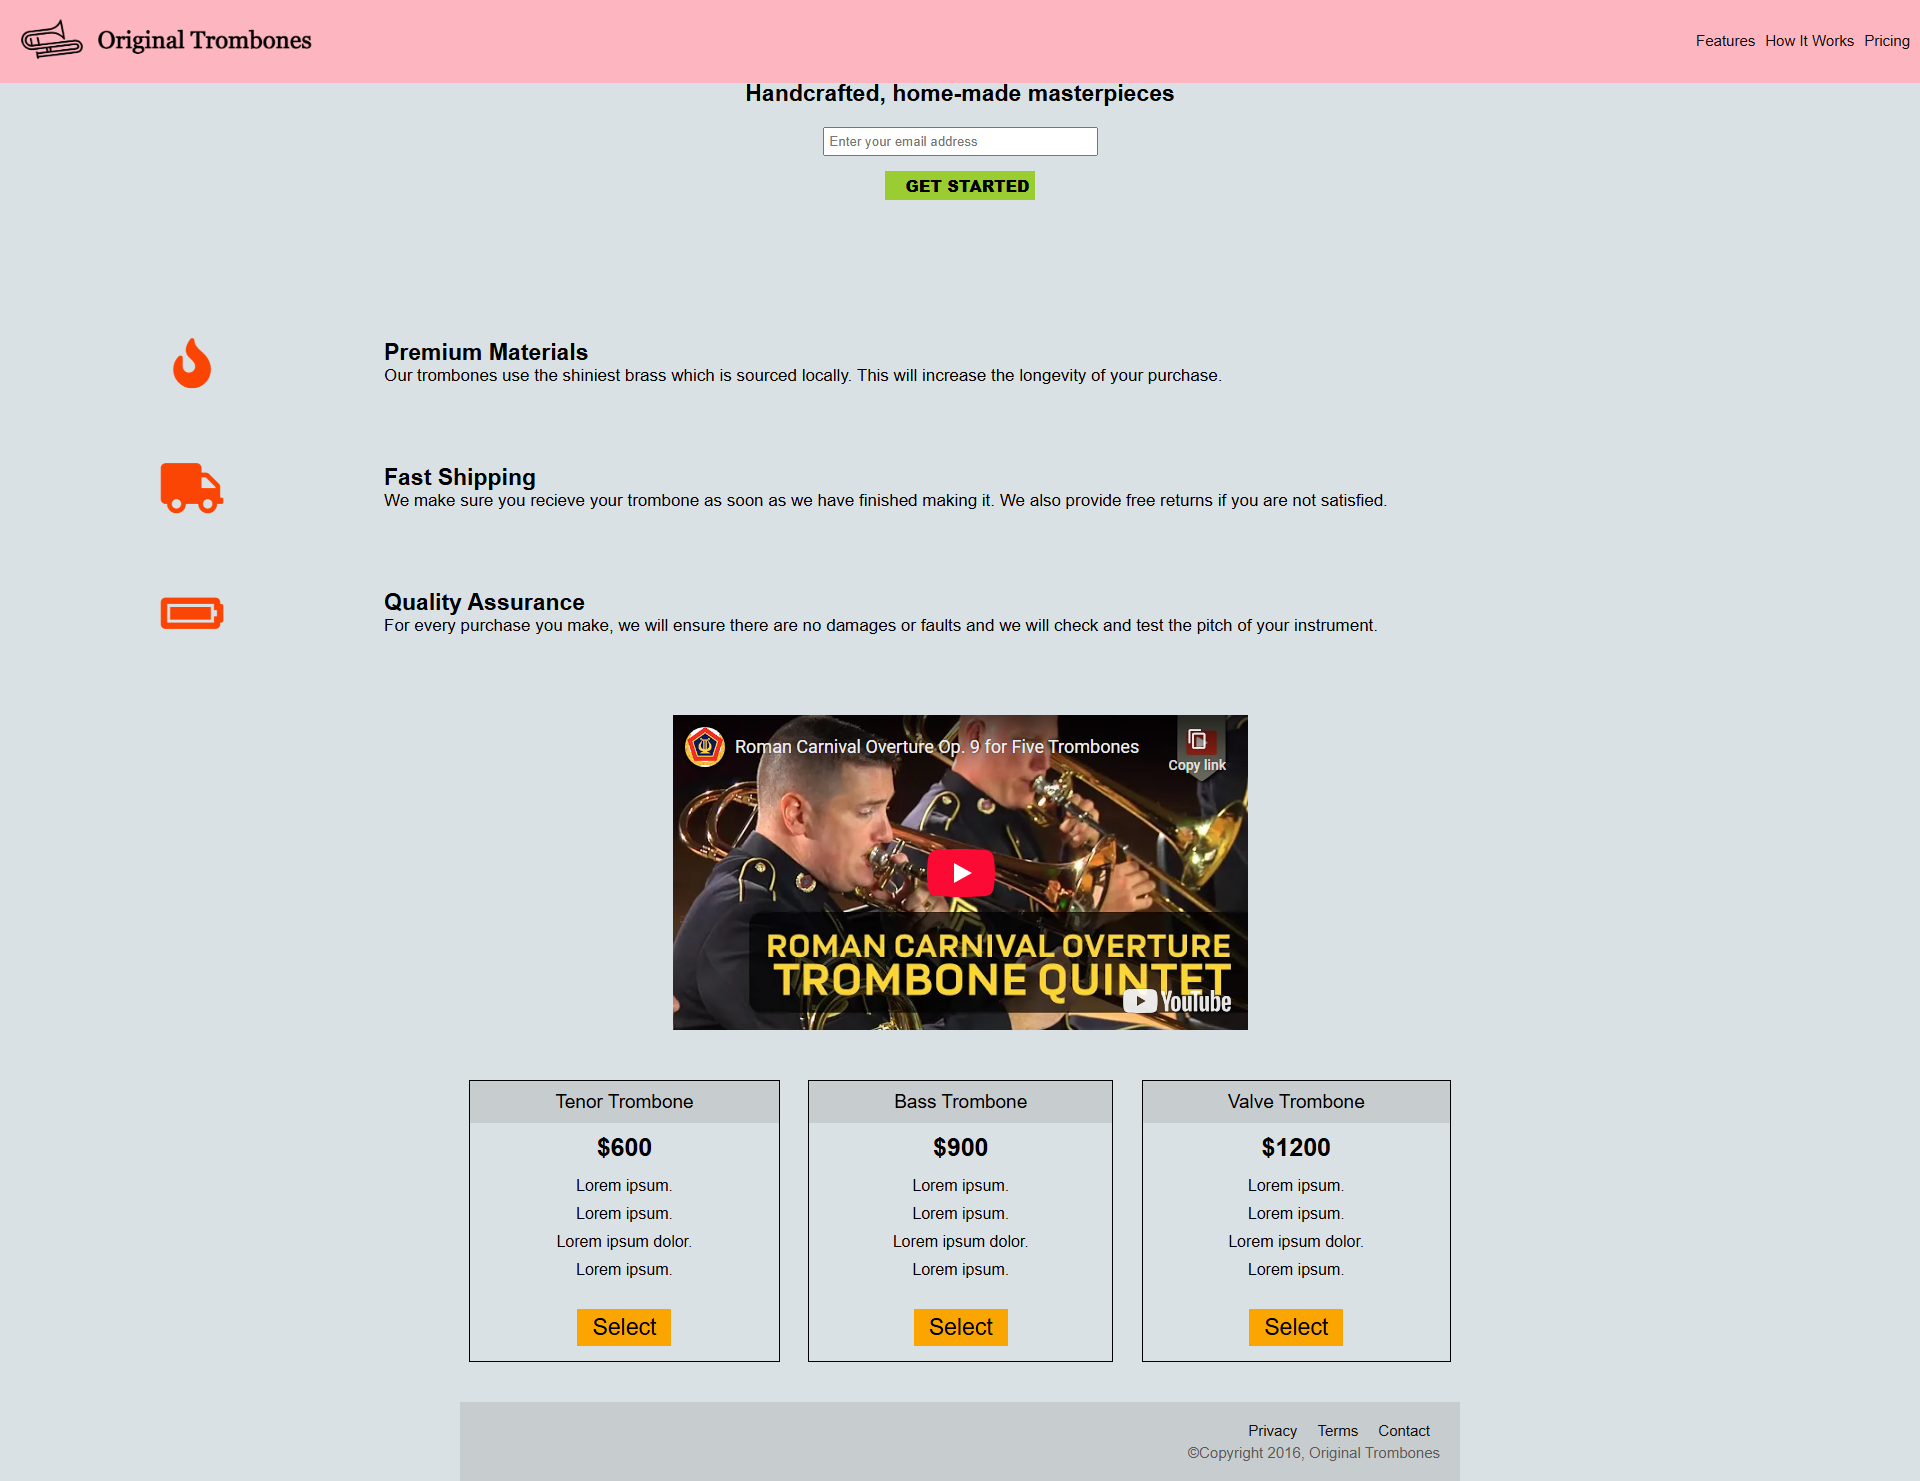 Original Trombones
Features How It Works Pricing
Handcrafted, home-made masterpieces
Enter your email address
GET STARTED
Premium Materials
Our trombones use the shiniest brass which is sourced locally. This will increase the longevity of your purchase.
Fast Shipping
We make sure you recieve your trombone as soon as we have finished making it. We also provide free returns if you are not satisfied.
Quality Assurance
For every purchase you make, we will ensure there are no damages or faults and we will check and test the pitch of your instrument.
Roman Carnival Overture Op. 9 for Five Trombones
Copy link
ROMAN CARNIVAL OVERTURE
TROMBONE QUINTET
YouTube
Tenor Trombone
$600
Lorem ipsum.
Lorem ipsum.
Lorem ipsum dolor.
Lorem ipsum.
Select
Bass Trombone
$900
Lorem ipsum.
Lorem ipsum.
Lorem ipsum dolor.
Lorem ipsum.
Select
Valve Trombone
$1200
Lorem ipsum.
Lorem ipsum.
Lorem ipsum dolor.
Lorem ipsum.
Select
Privacy Terms Contact
©Copyright 2016, Original Trombones